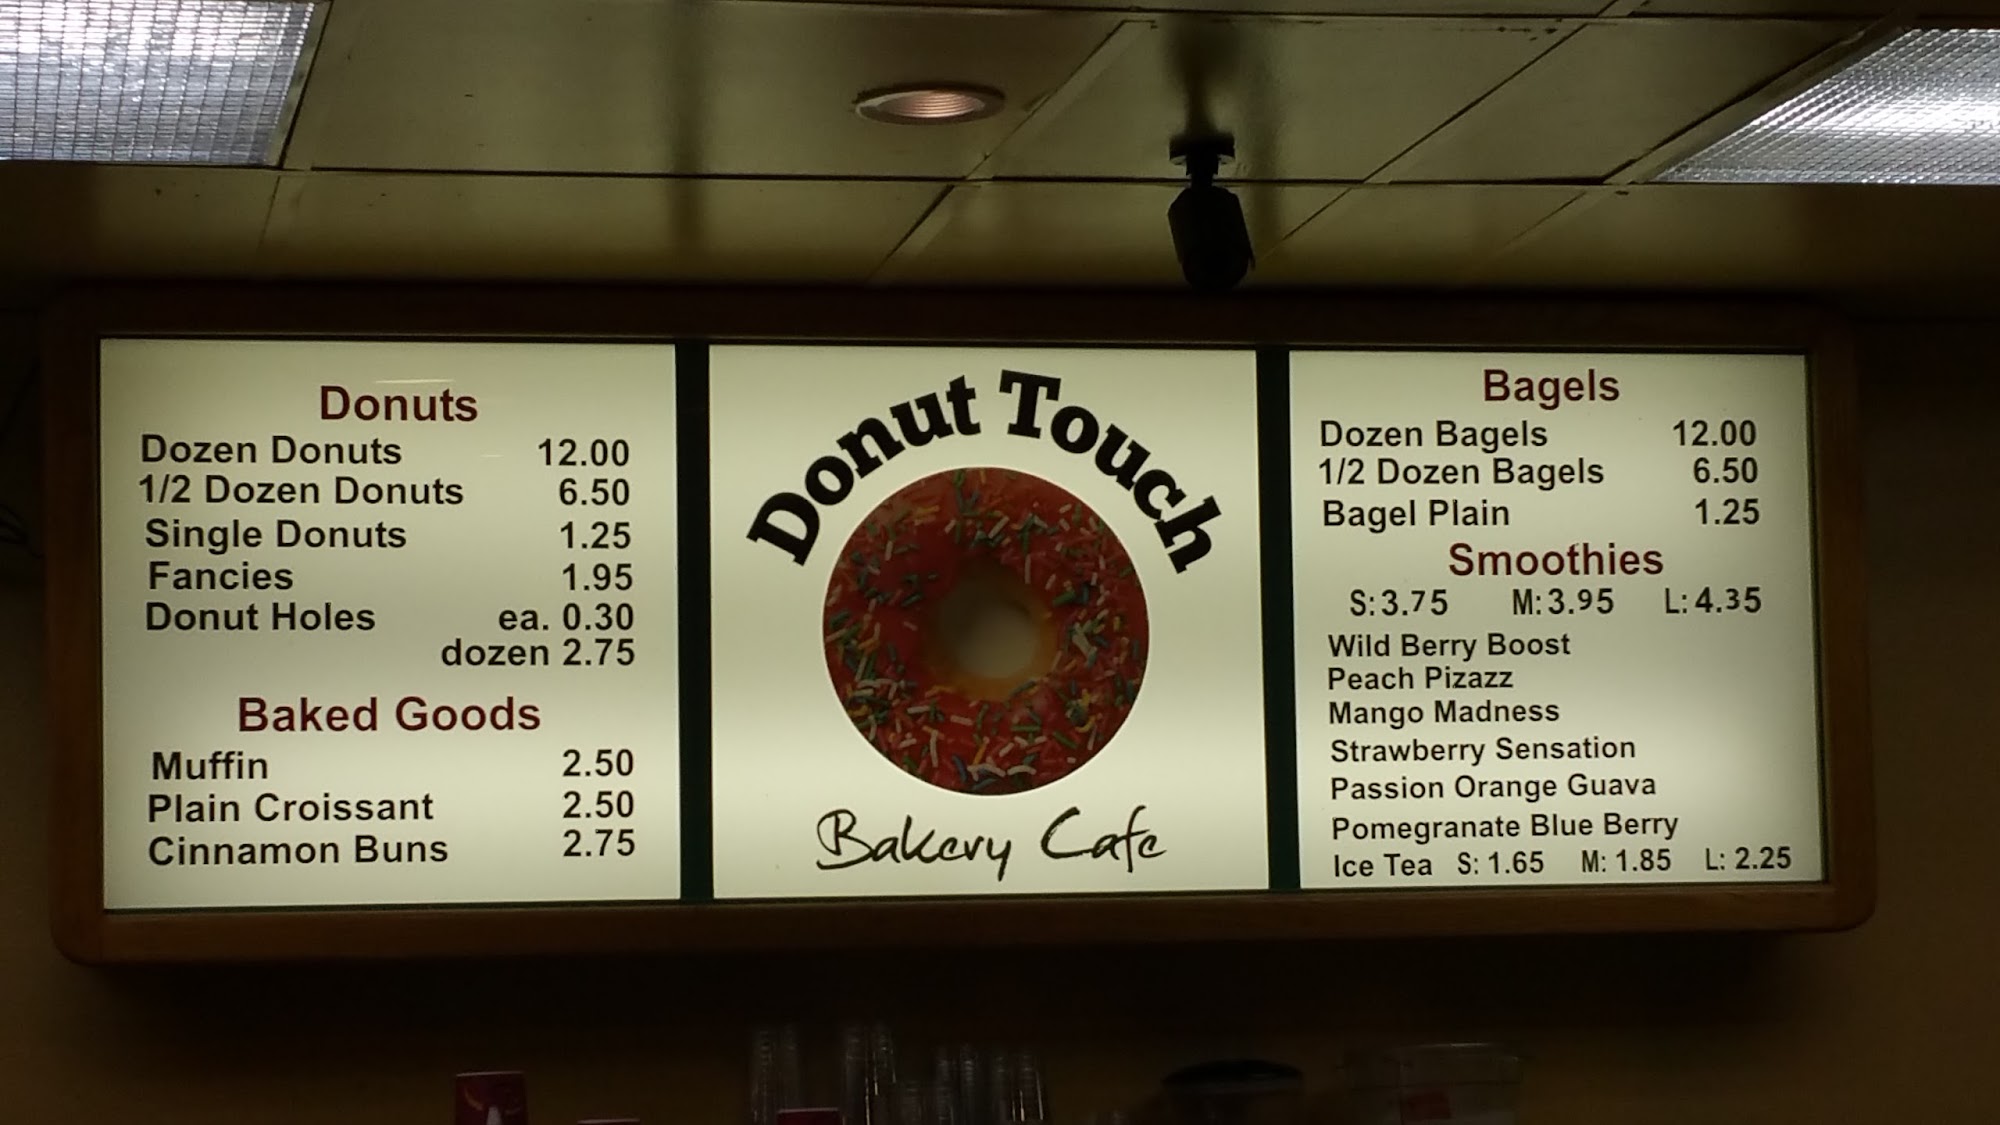 Donuts
Dozen Donuts 12.00
1/2 Dozen Donuts 6.50
Single Donuts 1.25
Fancies 1.95
Donut Holes ea. 0.30
dozen 2.75
Baked Goods
Muffin 2.50
Plain Croissant 2.50
Cinnamon Buns 2.75
Donut Touch
Bakery Cafe
Bagels
Dozen Bagels 12.00
1/2 Dozen Bagels 6.50
Bagel Plain 1.25
Smoothies
S:3.75 M:3.95 L:4.35
Wild Berry Boost
Peach Pizazz
Mango Madness
Strawberry Sensation
Passion Orange Guava
Pomegranate Blue Berry
Ice Tea S: 1.65 M: 1.85 L: 2.25